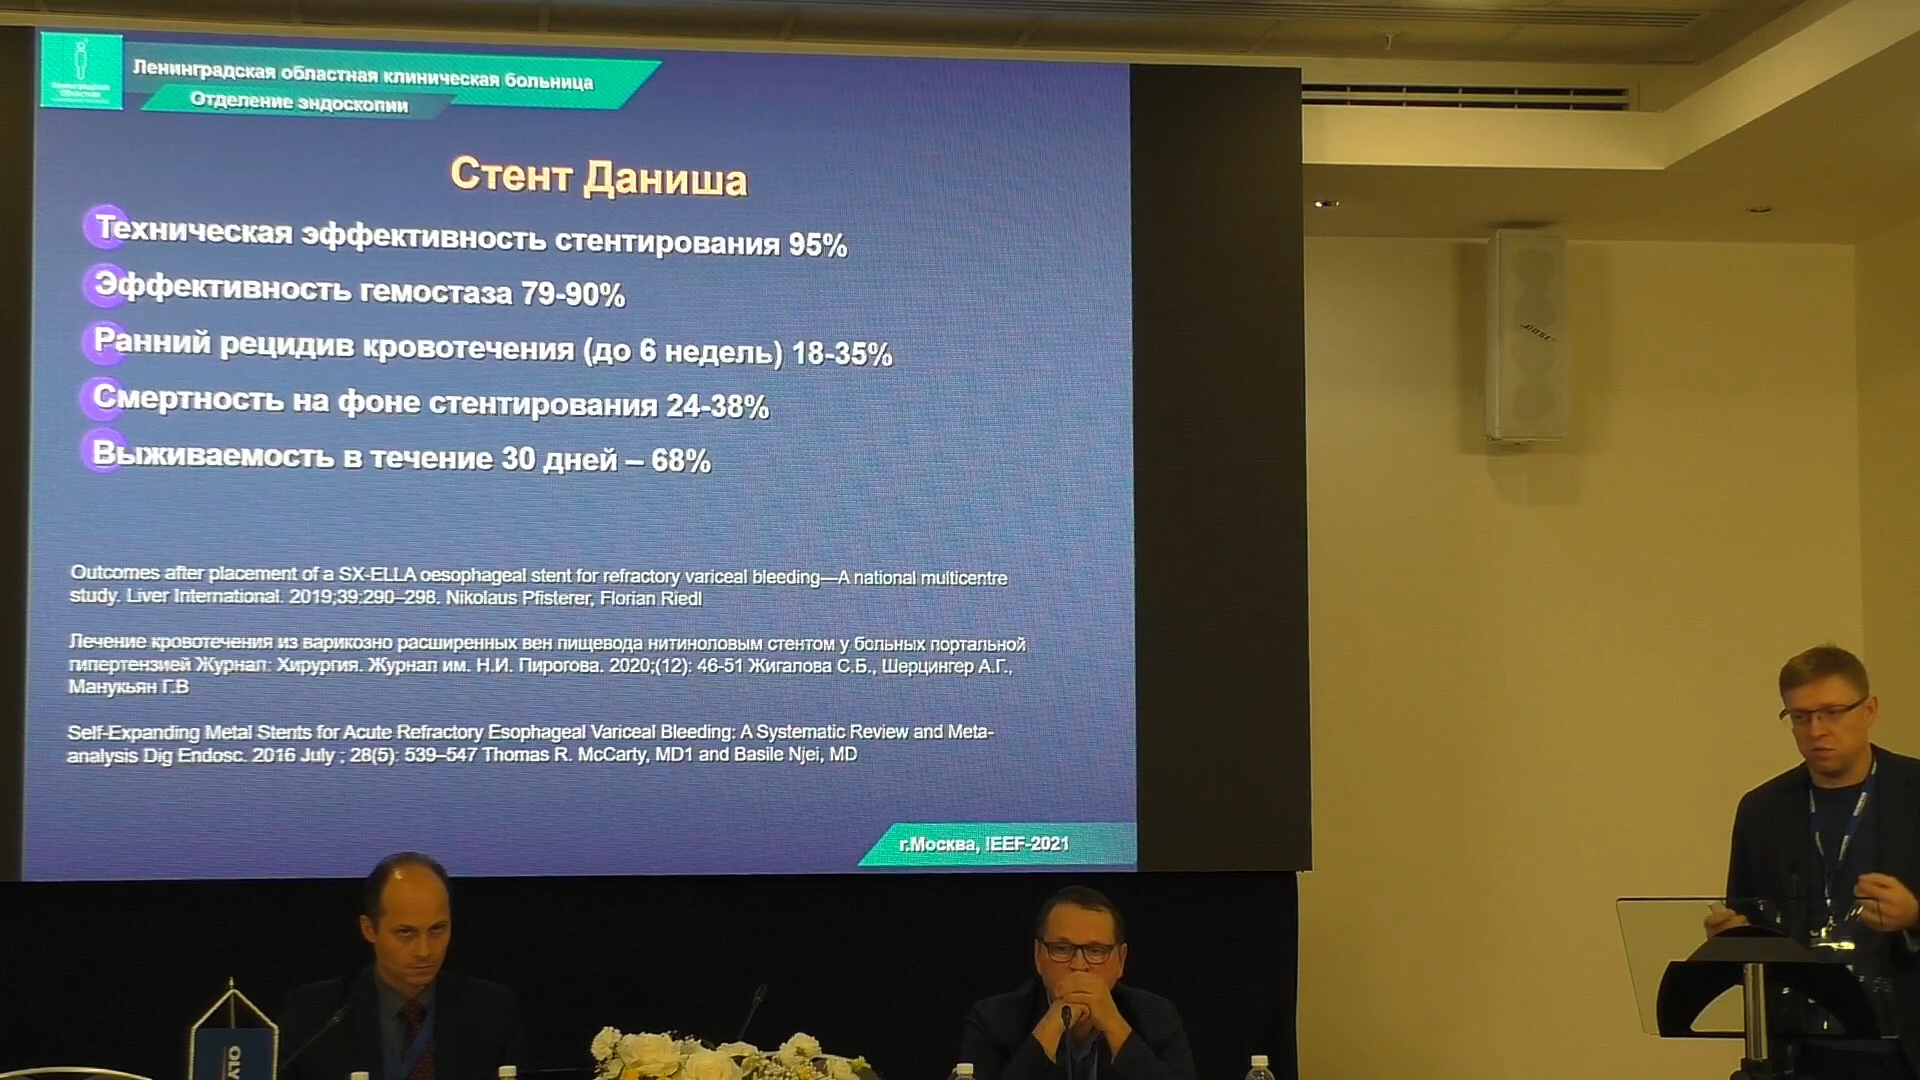 Ленинградская областная клиническая больница
Отделение эндоскопии
Стент Даниша
Техническая эффективность стентирования 95%
Эффективность гемостаза 79-90%
Ранний рецидив кровотечения (до 6 недель) 18-35%
Смертность на фоне стентирования 24-38%
Выживаемость в течение 30 дней – 68%
Outcomes after placement of a SX-ELLA oesophageal stent for refractory variceal bleeding—A national multicentre
study. Liver International. 2019;39:290–298. Nikolaus Pfisterer, Florian Riedl
Лечение кровотечения из варикозно расширенных вен пищевода нитиноловым стентом у больных портальной
гипертензией Журнал: Хирургия. Журнал им. Н.И. Пирогова. 2020;(12): 46-51 Жигалова С.Б., Шерцингер А.Г.,
Манукьян Г.В
Self-Expanding Metal Stents for Acute Refractory Esophageal Variceal Bleeding: A Systematic Review and Meta-
analysis Dig Endosc. 2016 July ; 28(5): 539–547 Thomas R. McCarty, MD1 and Basile Njei, MD
г.Москва, IEEF-2021
BOSE
OLY